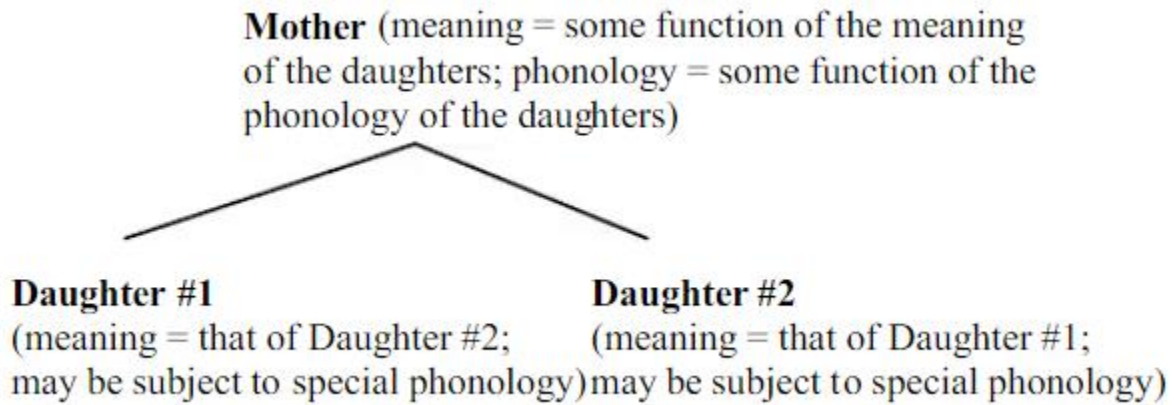 Mother (meaning = some function of the meaning
of the daughters; phonology = some function of the
phonology of the daughters)
Daughter #1
(meaning = that of Daughter #2;
may be subject to special phonology)
Daughter #2
(meaning = that of Daughter #1;
may be subject to special phonology)